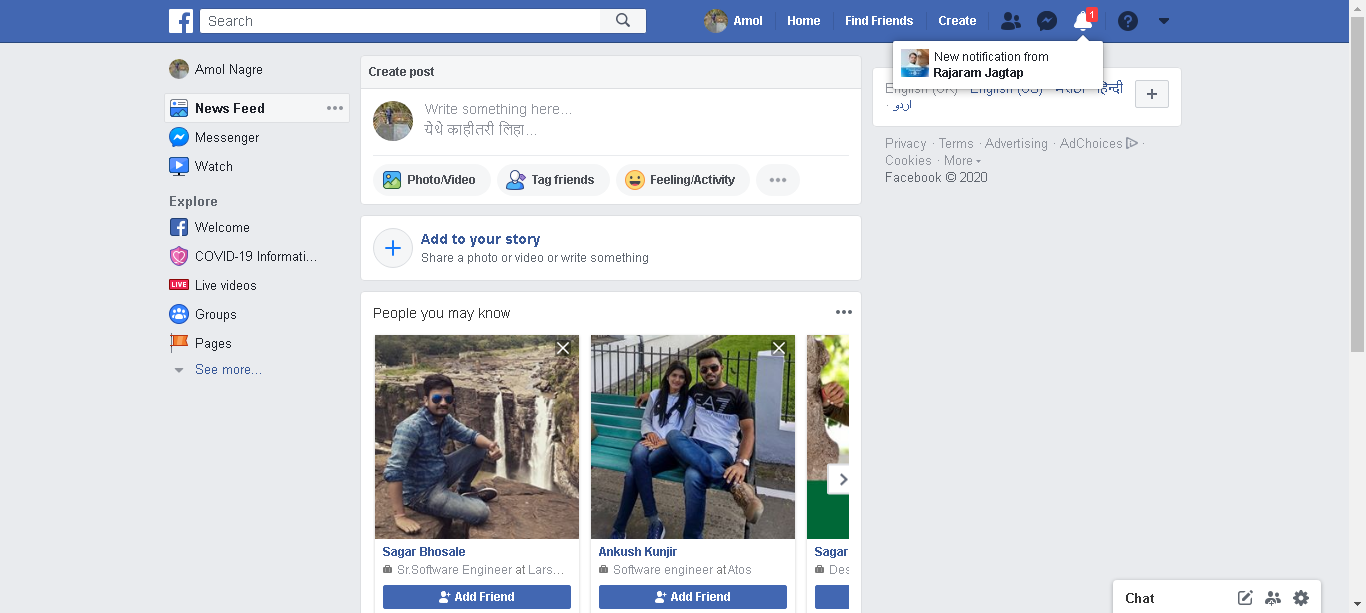 Search
Amol
Home
Find Friends
Create
1
New notification from
Rajaram Jagtap
Amol Nagre
News Feed
Messenger
Watch
Explore
Welcome
COVID-19 Informati...
LIVE Live videos
Groups
Pages
See more...
Create post
Write something here...
येथे काहीतरी लिहा...
Photo/Video
Tag friends
Feeling/Activity
Add to your story
Share a photo or video or write something
People you may know
Sagar Bhosale
Sr.Software Engineer at Lars...
Add Friend
Ankush Kunjir
Software engineer at Atos
Add Friend
Sagar
Des
English (UK) · English (US) · मराठी · हिन्दी
· اردو
Privacy · Terms · Advertising · AdChoices ·
Cookies · More
Facebook © 2020
Chat